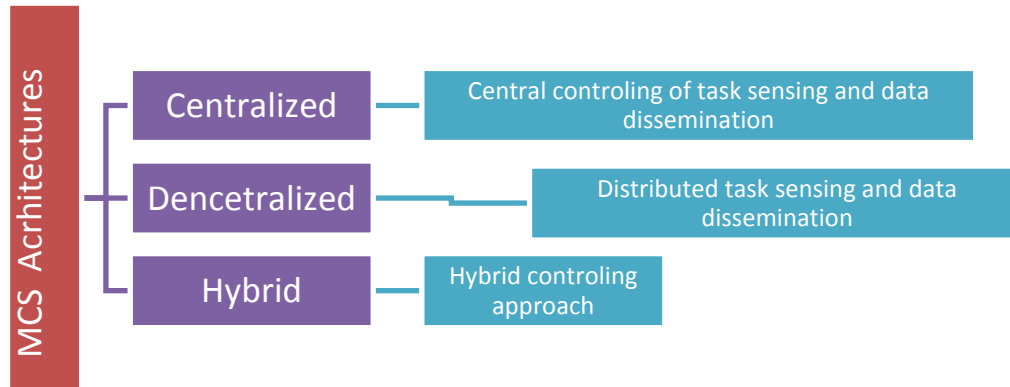 MCS Acrhitectures
Centralized
Central controling of task sensing and data
dissemination
Dencetralized
Distributed task sensing and data
dissemination
Hybrid
Hybrid controling
approach